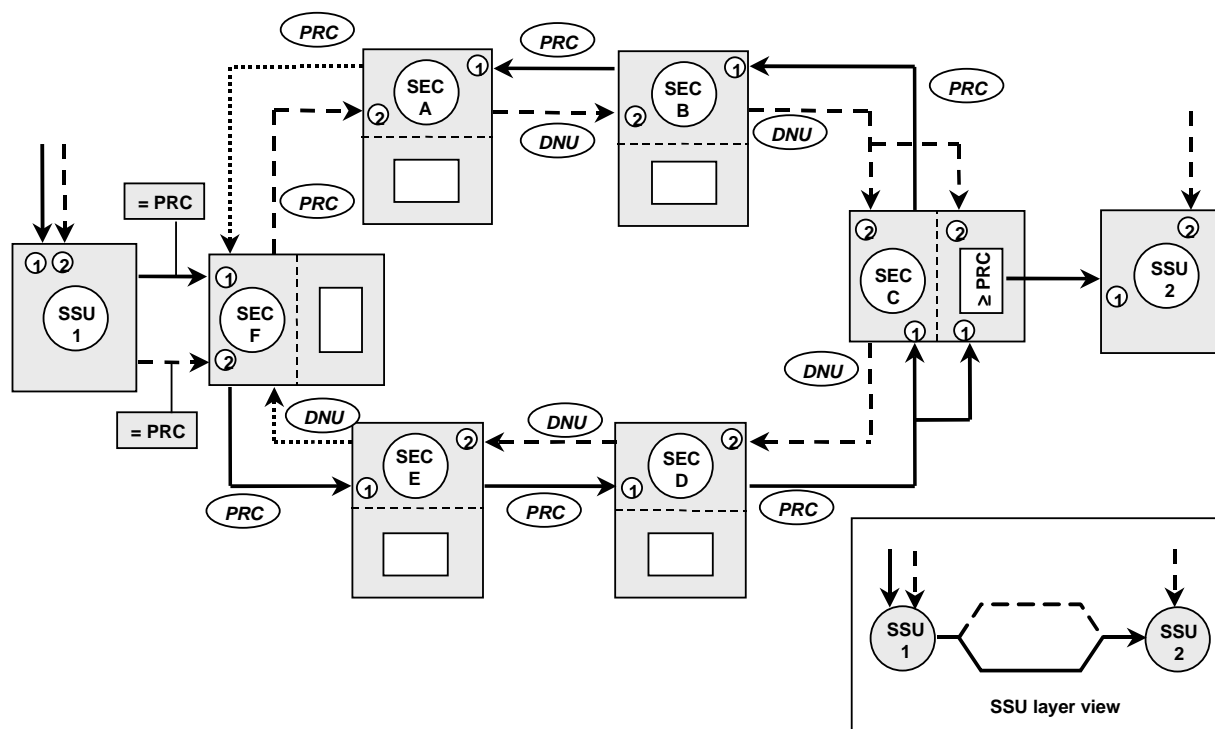 PRC
PRC
1
SEC
A
2
1
SEC
B
2
PRC
DNU
DNU
PRC
= PRC
1
2
SSU
1
1
SEC
F
2
= PRC
2
SEC
C
1
2
≥ PRC
1
2
SSU
2
1
DNU
DNU
DNU
2
SEC
E
1
2
SEC
D
1
PRC
PRC
PRC
SSU
1
SSU
2
SSU layer view